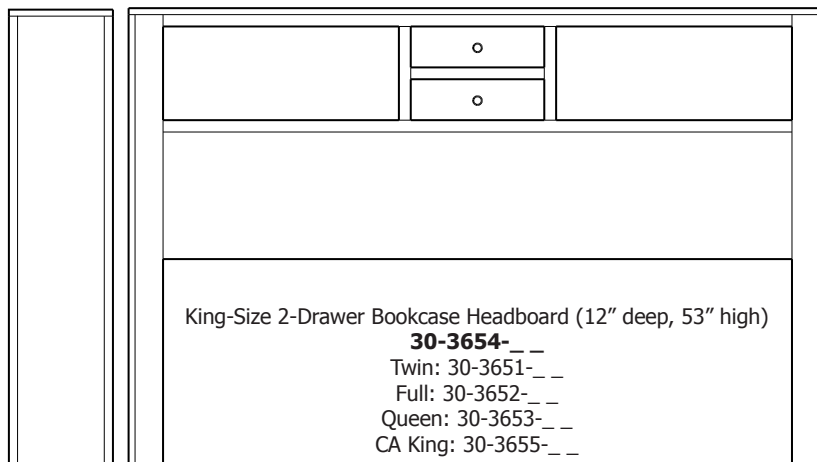 King-Size 2-Drawer Bookcase Headboard (12” deep, 53” high)
30-3654-_ _
Twin: 30-3651-_ _
Full: 30-3652-_ _
Queen: 30-3653-_ _
CA King: 30-3655-_ _